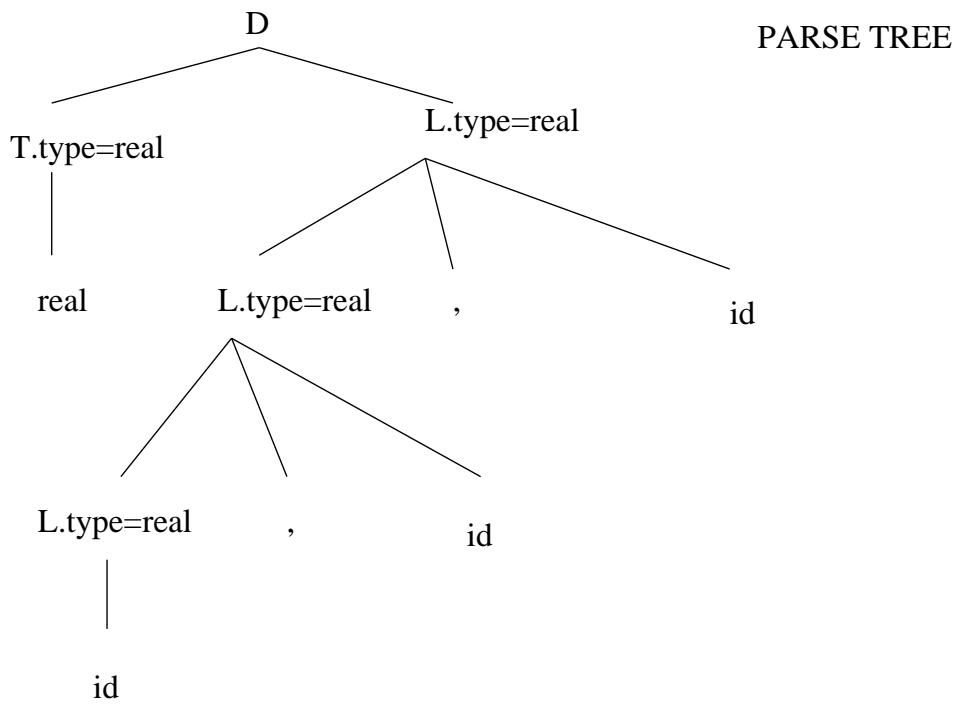 D
PARSE TREE
T.type=real
L.type=real
real
L.type=real
,
id
L.type=real
,
id
id